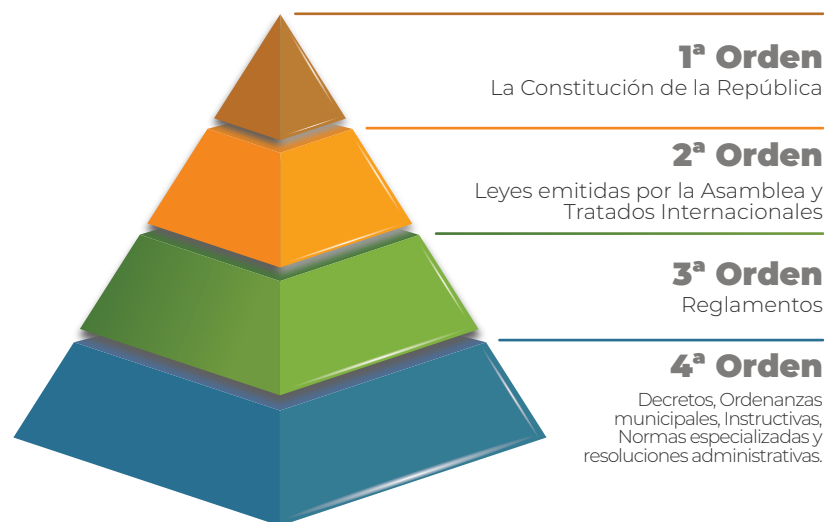 1ª Orden
La Constitución de la República
2ª Orden
Leyes emitidas por la Asamblea y
Tratados Internacionales
3ª Orden
Reglamentos
4ª Orden
Decretos, Ordenanzas
municipales, Instructivas,
Normas especializadas y
resoluciones administrativas.